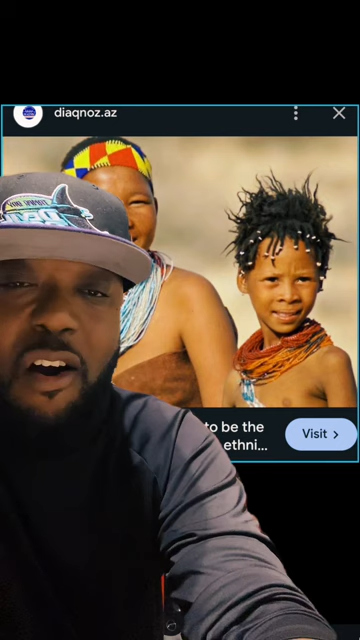 diaqnoz.az
to be the
ethni...
Visit >